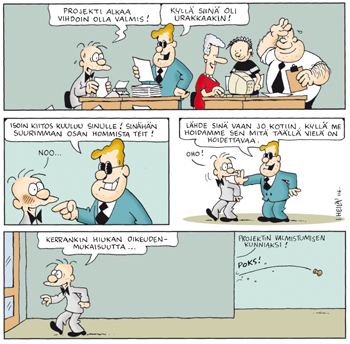 PROJEKTI ALKAA
VIHDOIN OLLA VALMIS!
KYLLÄ SIINÄ OLI
URAKKAAKIN!
ISOIN KIITOS KUULUU SINULLE! SINÄHÄN
SUURIMMAN OSAN HOMMISTA TEIT!
NOO...
LÄHDE SINÄ VAAN JO KOTIIN, KYLLÄ ME
HOIDAMME SEN MITÄ TÄÄLLÄ VIELÄ ON
HOIDETTAVAA.
OHO!
KERRANKIN HIUKAN OIKEUDEN-
MUKAISUUTTA...
PROJEKTIN VALMISTUMISEN
KUNNIAKSI!
POKS!